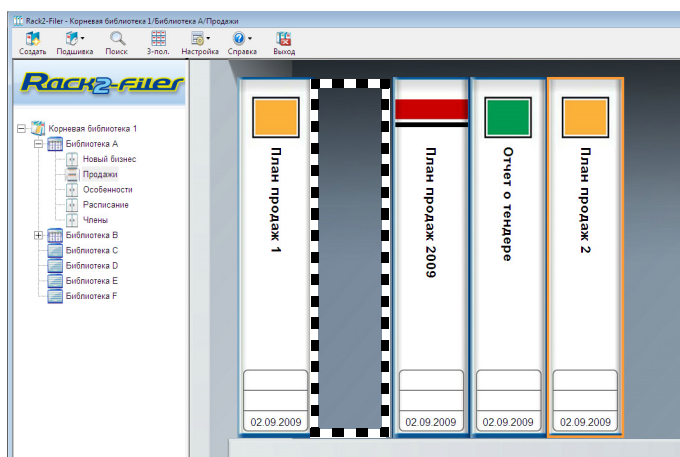 Rack2-Filer - Корневая библиотека 1/Библиотека А/Продажи
Создать Подшивка Поиск 3-пол. Настройка Справка Выход
Rack2-Filer
Корневая библиотека 1
Библиотека А
Новый бизнес
Продажи
Особенности
Расписание
Члены
Библиотека B
Библиотека C
Библиотека D
Библиотека E
Библиотека F
План продаж 1
02.09.2009
План продаж 2009
02.09.2009
Отчет о тендере
02.09.2009
План продаж 2
02.09.2009